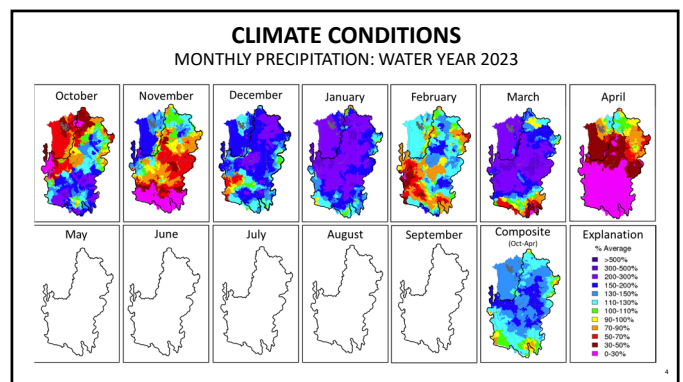 CLIMATE CONDITIONS
MONTHLY PRECIPITATION: WATER YEAR 2023
October
November
December
January
February
March
April
May
June
July
August
September
Composite
(Oct-Apr)
Explanation
% Average
>500%
300-500%
200-300%
150-200%
130-150%
110-130%
100-110%
90-100%
70-90%
50-70%
30-50%
0-30%
4